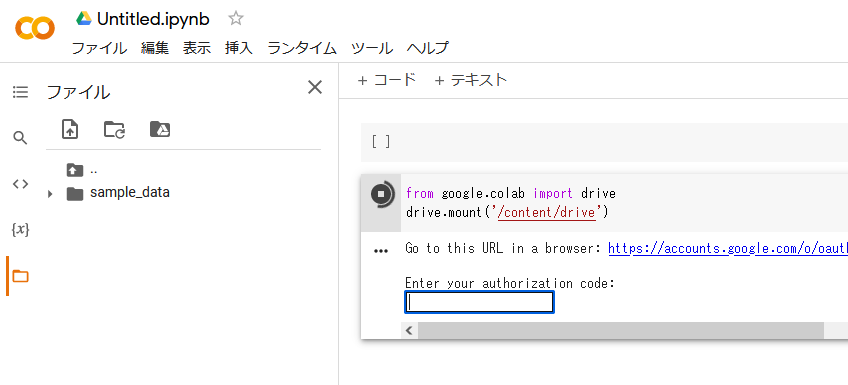 Untitled.ipynb
ファイル 編集 表示 挿入 ランタイム ツール ヘルプ
ファイル
+ コード + テキスト
..
sample_data
{x}
[ ]
from google.colab import drive
drive.mount('/content/drive')
Go to this URL in a browser: https://accounts.google.com/o/oaut
Enter your authorization code: